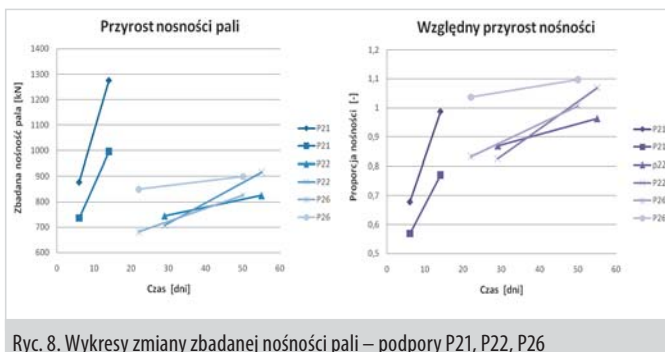 Przyrost nosności pali
Zbadana nośność pala [kN]
1400
1300
1200
1100
1000
900
800
700
600
0 10 20 30 40 50 60
Czas [dni]
P21
P21
P22
P22
P26
P26
Względny przyrost nośności
Proporcja nośności [-]
1,2
1,1
1
0,9
0,8
0,7
0,6
0,5
0 10 20 30 40 50 60
Czas [dni]
P21
P21
p22
P22
P26
P26
Ryc. 8. Wykresy zmiany zbadanej nośności pali – podpory P21, P22, P26